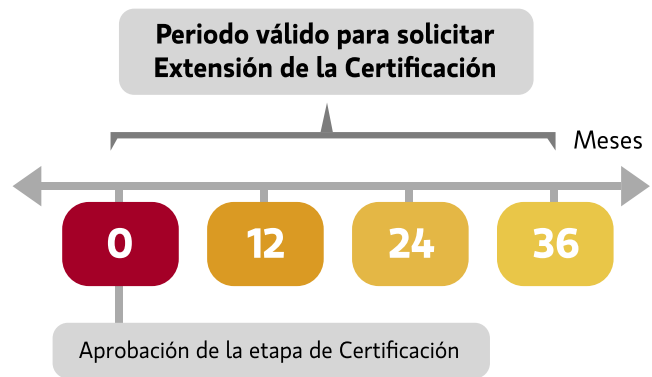 Periodo válido para solicitar
Extensión de la Certificación
Meses
0 12 24 36
Aprobación de la etapa de Certificación